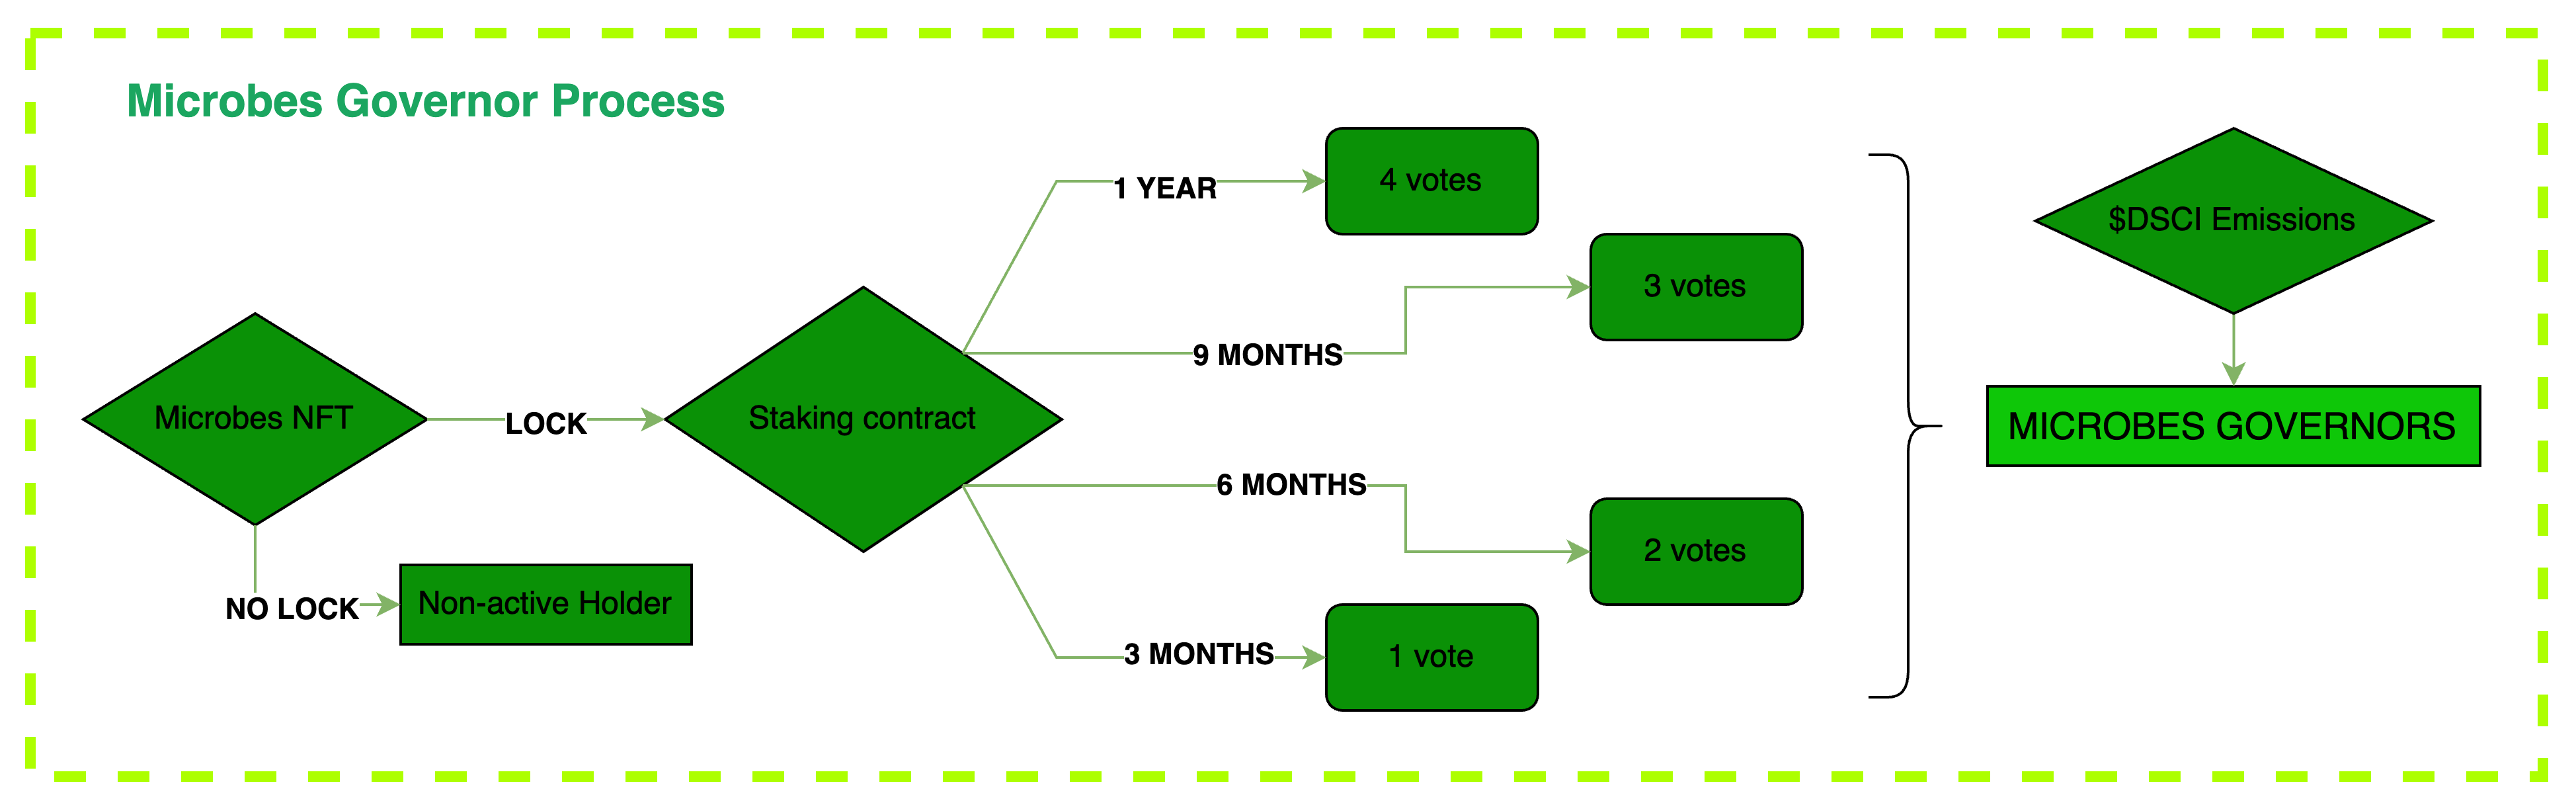 Microbes Governor Process
Microbes NFT
LOCK
NO LOCK
Non-active Holder
Staking contract
1 YEAR
4 votes
9 MONTHS
3 votes
6 MONTHS
2 votes
3 MONTHS
1 vote
$DSCI Emissions
MICROBES GOVERNORS